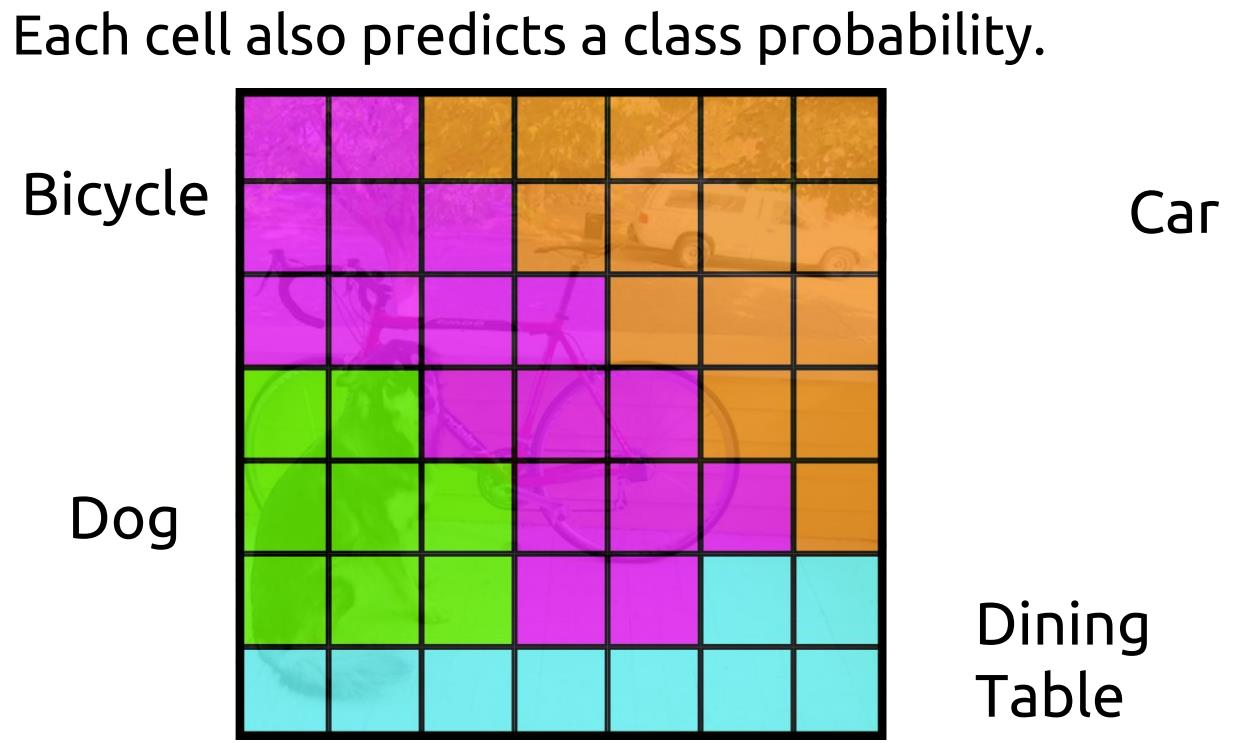 Each cell also predicts a class probability.
Bicycle
Car
Dog
Dining
Table